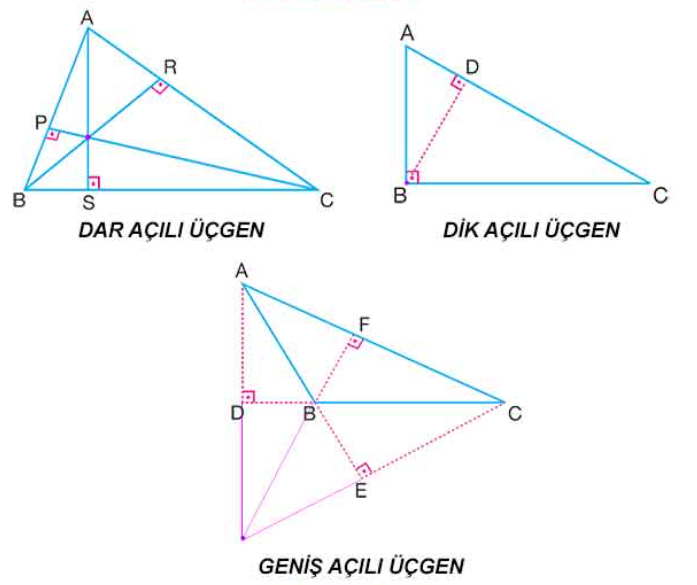 A
R
P
B
S
C
DAR AÇILI ÜÇGEN
A
D
B
C
DİK AÇILI ÜÇGEN
A
F
D
B
C
E
GENİŞ AÇILI ÜÇGEN